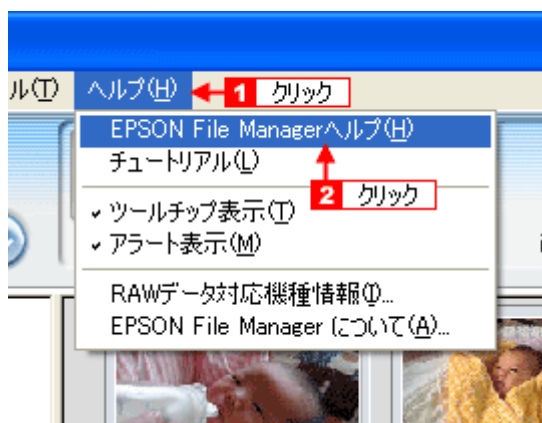 ル(T) ヘルプ(H) 1 クリック
EPSON File Managerヘルプ(H)
チュートリアル(L)
2 クリック
ツールチップ表示(T)
アラート表示(M)
RAWデータ対応機種情報(I)...
EPSON File Manager について(A)...